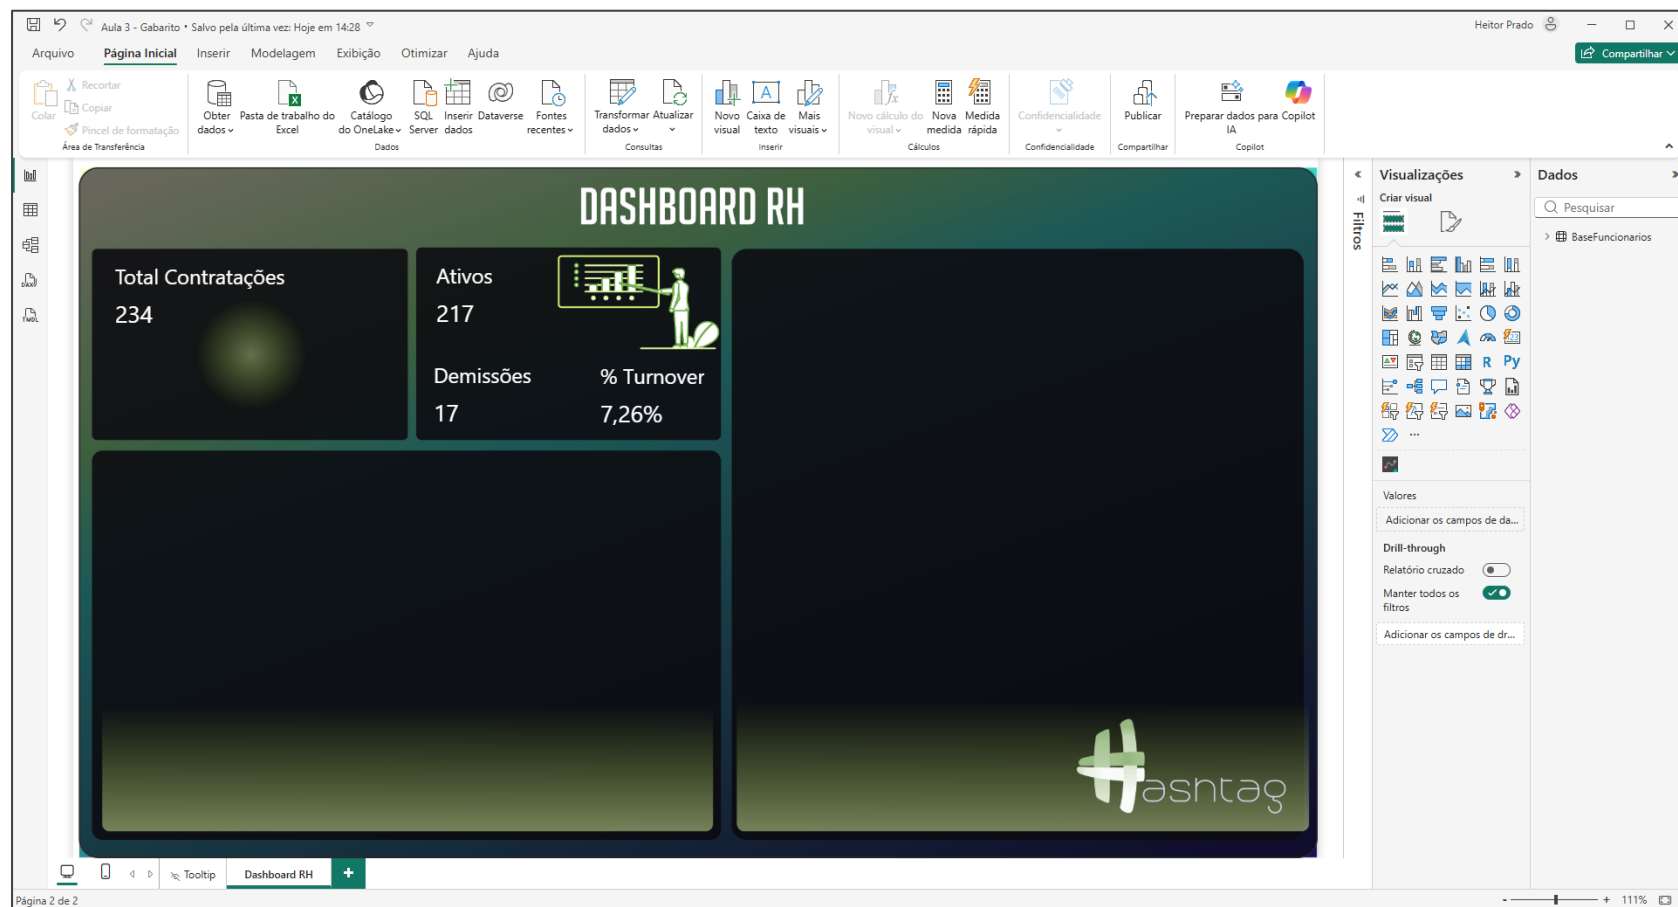 Aula 3 - Gabarito • Salvo pela última vez: Hoje em 14:28
Heitor Prado
Arquivo Página Inicial Inserir Modelagem Exibição Otimizar Ajuda
Compartilhar
Colar
Recortar
Copiar
Pincel de formatação
Área de Transferência
Obter dados
Pasta de trabalho do Excel
Catálogo do OneLake
SQL Server
Inserir dados
Dataverse
Fontes recentes
Dados
Transformar dados
Atualizar
Consultas
Novo visual
A
Caixa de texto
Mais visuais
Inserir
Novo cálculo do visual
Nova medida
Medida rápida
Cálculos
Confidencialidade
Confidencialidade
Publicar
Compartilhar
Preparar dados para IA
Copilot
Copilot
DASHBOARD RH
Total Contratações
234
Ativos
217
Demissões
17
% Turnover
7,26%
Hashtag
Filtros
Visualizações
Criar visual
R Py
123
...
Valores
Adicionar os campos de da...
Drill-through
Relatório cruzado
Manter todos os
filtros
Adicionar os campos de dr...
Dados
Pesquisar
BaseFuncionarios
DAX
TMDL
Tooltip
Dashboard RH
+
Página 2 de 2
- + 111%